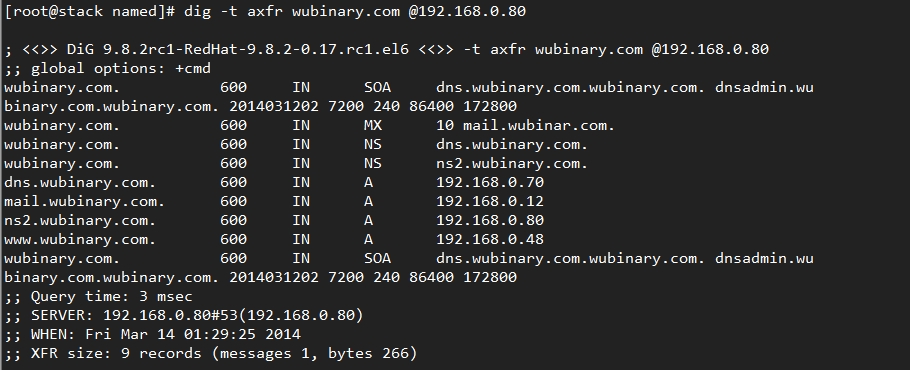 [root@stack named]# dig -t axfr wubinary.com @192.168.0.80
; <<>> DiG 9.8.2rc1-RedHat-9.8.2-0.17.rc1.el6 <<>> -t axfr wubinary.com @192.168.0.80
;; global options: +cmd
wubinary.com. 600 IN SOA dns.wubinary.com.wubinary.com. dnsadmin.wu
binary.com.wubinary.com. 2014031202 7200 240 86400 172800
wubinary.com. 600 IN MX 10 mail.wubinar.com.
wubinary.com. 600 IN NS dns.wubinary.com.
wubinary.com. 600 IN NS ns2.wubinary.com.
dns.wubinary.com. 600 IN A 192.168.0.70
mail.wubinary.com. 600 IN A 192.168.0.12
ns2.wubinary.com. 600 IN A 192.168.0.80
www.wubinary.com. 600 IN A 192.168.0.48
wubinary.com. 600 IN SOA dns.wubinary.com.wubinary.com. dnsadmin.wu
binary.com.wubinary.com. 2014031202 7200 240 86400 172800
;; Query time: 3 msec
;; SERVER: 192.168.0.80#53(192.168.0.80)
;; WHEN: Fri Mar 14 01:29:25 2014
;; XFR size: 9 records (messages 1, bytes 266)